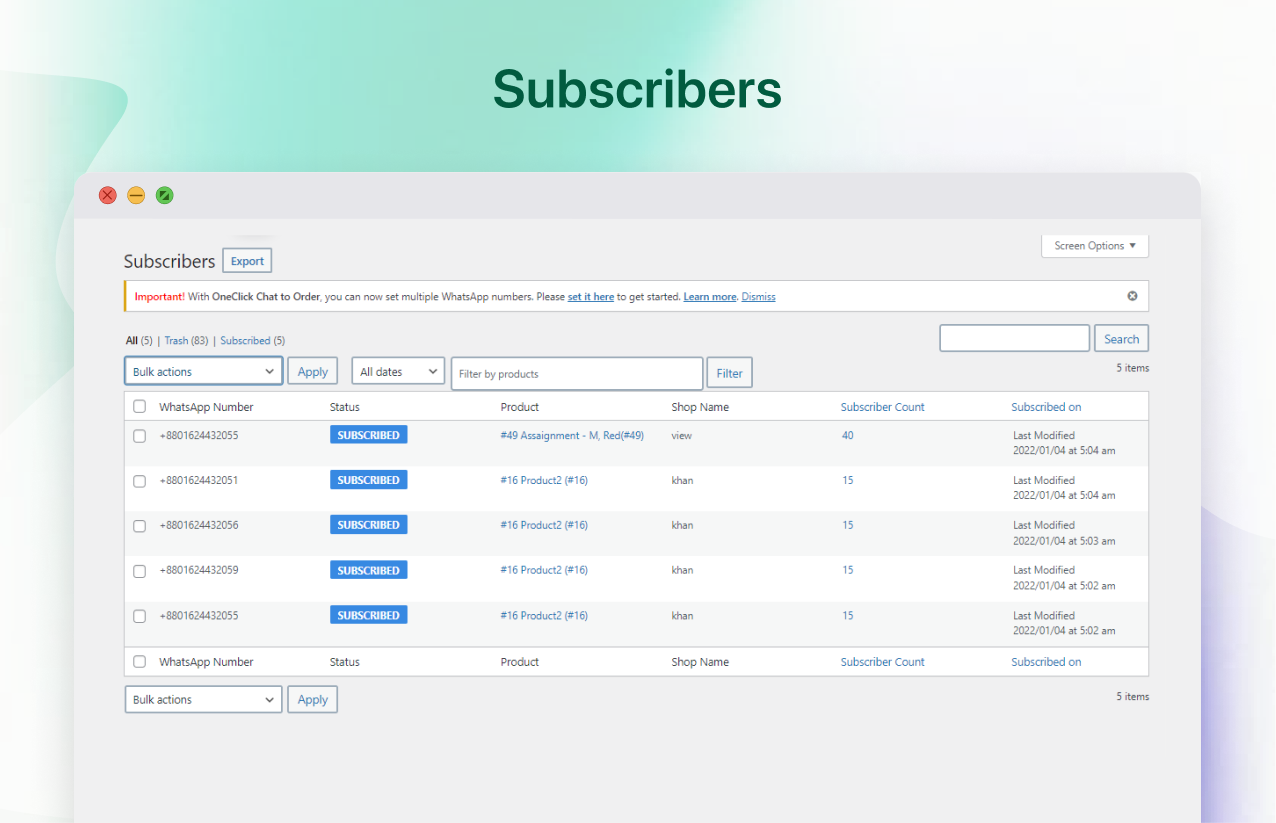 Subscribers
Screen Options ▼
Subscribers Export
Important! With OneClick Chat to Order, you can now set multiple WhatsApp numbers. Please set it here to get started. Learn more. Dismiss
All (5) | Trash (83) | Subscribed (5)
Search
Bulk actions Apply All dates Filter by products Filter
5 items
WhatsApp Number Status Product Shop Name Subscriber Count Subscribed on
+8801624432055 SUBSCRIBED #49 Assaignment - M, Red(#49) view 40 Last Modified
2022/01/04 at 5:04 am
+8801624432051 SUBSCRIBED #16 Product2 (#16) khan 15 Last Modified
2022/01/04 at 5:04 am
+8801624432056 SUBSCRIBED #16 Product2 (#16) khan 15 Last Modified
2022/01/04 at 5:03 am
+8801624432059 SUBSCRIBED #16 Product2 (#16) khan 15 Last Modified
2022/01/04 at 5:02 am
+8801624432055 SUBSCRIBED #16 Product2 (#16) khan 15 Last Modified
2022/01/04 at 5:02 am
WhatsApp Number Status Product Shop Name Subscriber Count Subscribed on
Bulk actions Apply 5 items